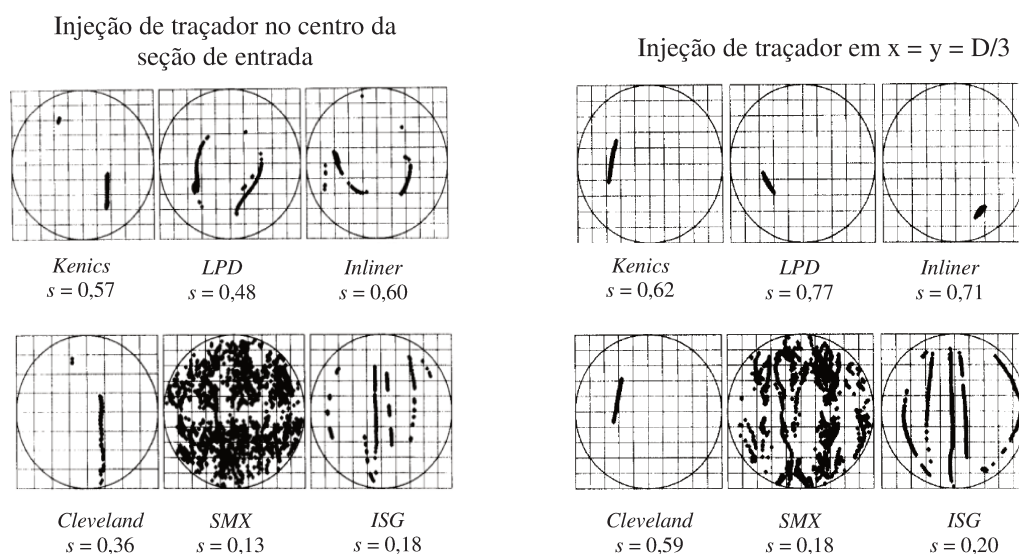 Injeção de traçador no centro da
seção de entrada
Kenics
s = 0,57
LPD
s = 0,48
Inliner
s = 0,60
Cleveland
s = 0,36
SMX
s = 0,13
ISG
s = 0,18
Injeção de traçador em x = y = D/3
Kenics
s = 0,62
LPD
s = 0,77
Inliner
s = 0,71
Cleveland
s = 0,59
SMX
s = 0,18
ISG
s = 0,20